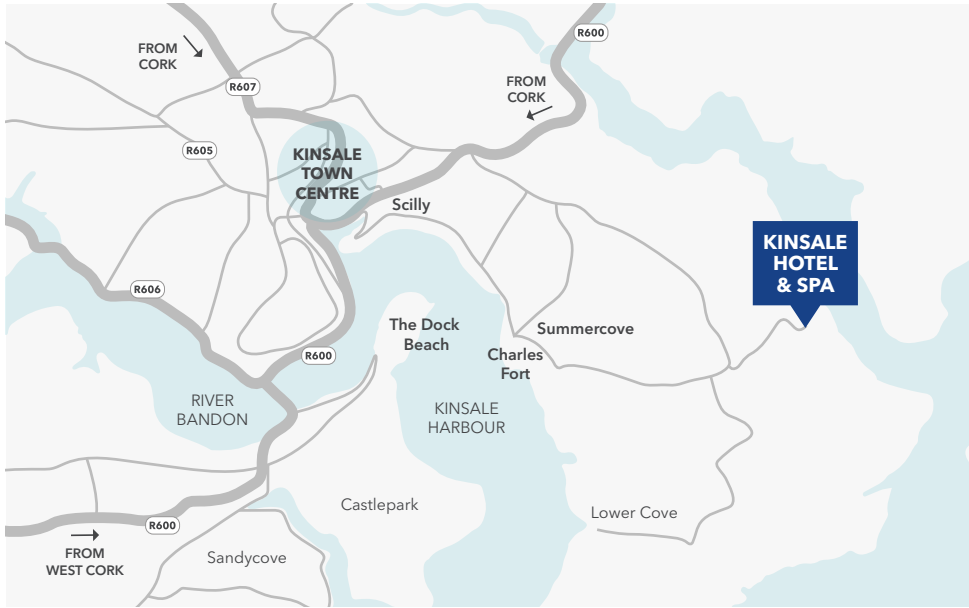 R600
FROM
CORK
R607
FROM
CORK
R605
KINSALE
TOWN
CENTRE
Scilly
KINSALE
HOTEL
& SPA
R606
The Dock
Beach
Summercove
Charles
Fort
R600
RIVER
BANDON
KINSALE
HARBOUR
Castlepark
Lower Cove
R600
FROM
WEST CORK
Sandycove